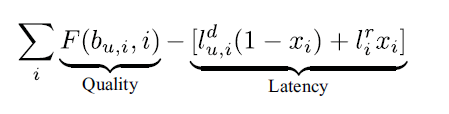 ∑_i F(b_{u,i}, i) − [l^d_{u,i}(1 − x_i) + l^r_i x_i]
Quality Latency